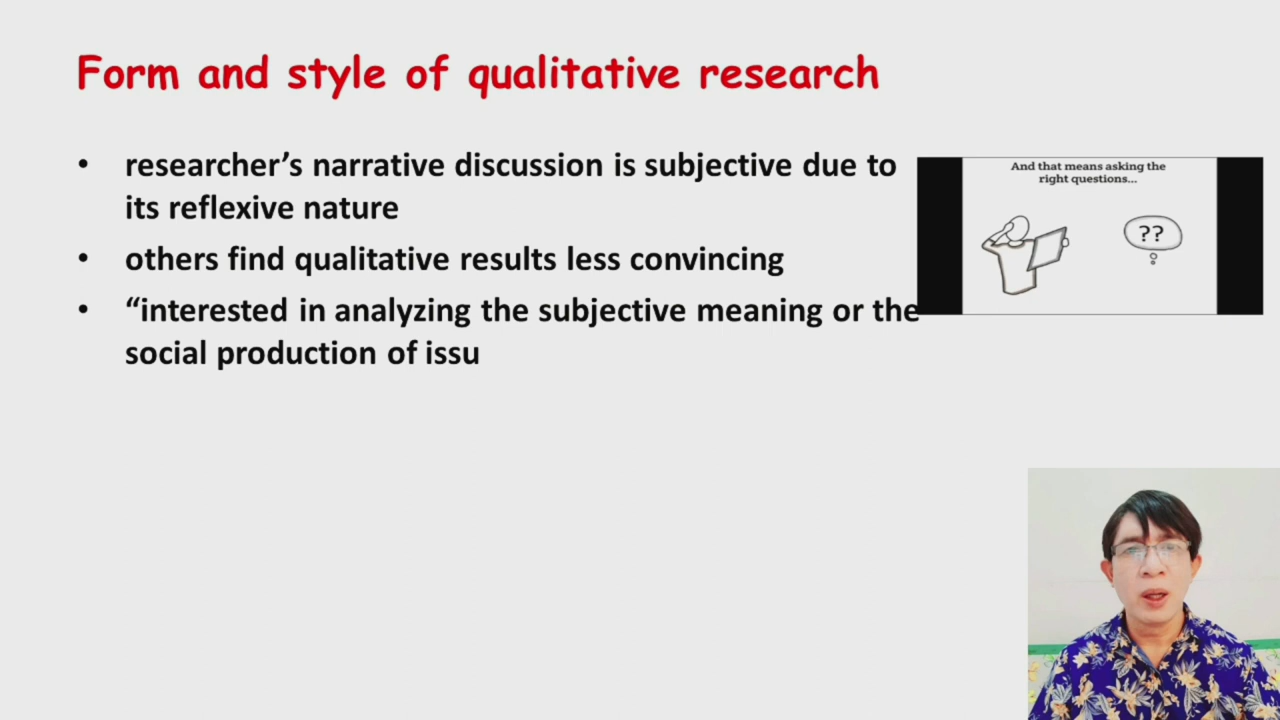 Form and style of qualitative research
• researcher’s narrative discussion is subjective due to
its reflexive nature
• others find qualitative results less convincing
• “interested in analyzing the subjective meaning or the
social production of issu
And that means asking the
right questions...
??